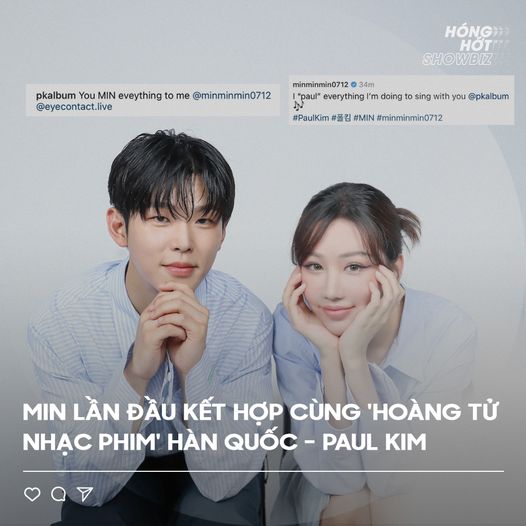 HÓNG
HỚT
SHOWBIZ
pkalbum You MIN eveything to me @minminmin0712
@eyecontact.live
minminmin0712 34m
I "paul" everything I'm doing to sing with you @pkalbum
🎶
#PaulKim #폴킴 #MIN #minminmin0712
MIN LẦN ĐẦU KẾT HỢP CÙNG 'HOÀNG TỬ
NHẠC PHIM' HÀN QUỐC - PAUL KIM